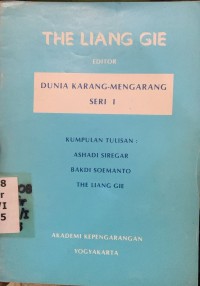 THE LIANG GIE
EDITOR
DUNIA KARANG-MENGARANG
SERI I
KUMPULAN TULISAN :
ASHADI SIREGAR
BAKDI SOEMANTO
THE LIANG GIE
AKADEMI KEPENGARANGAN
YOGYAKARTA